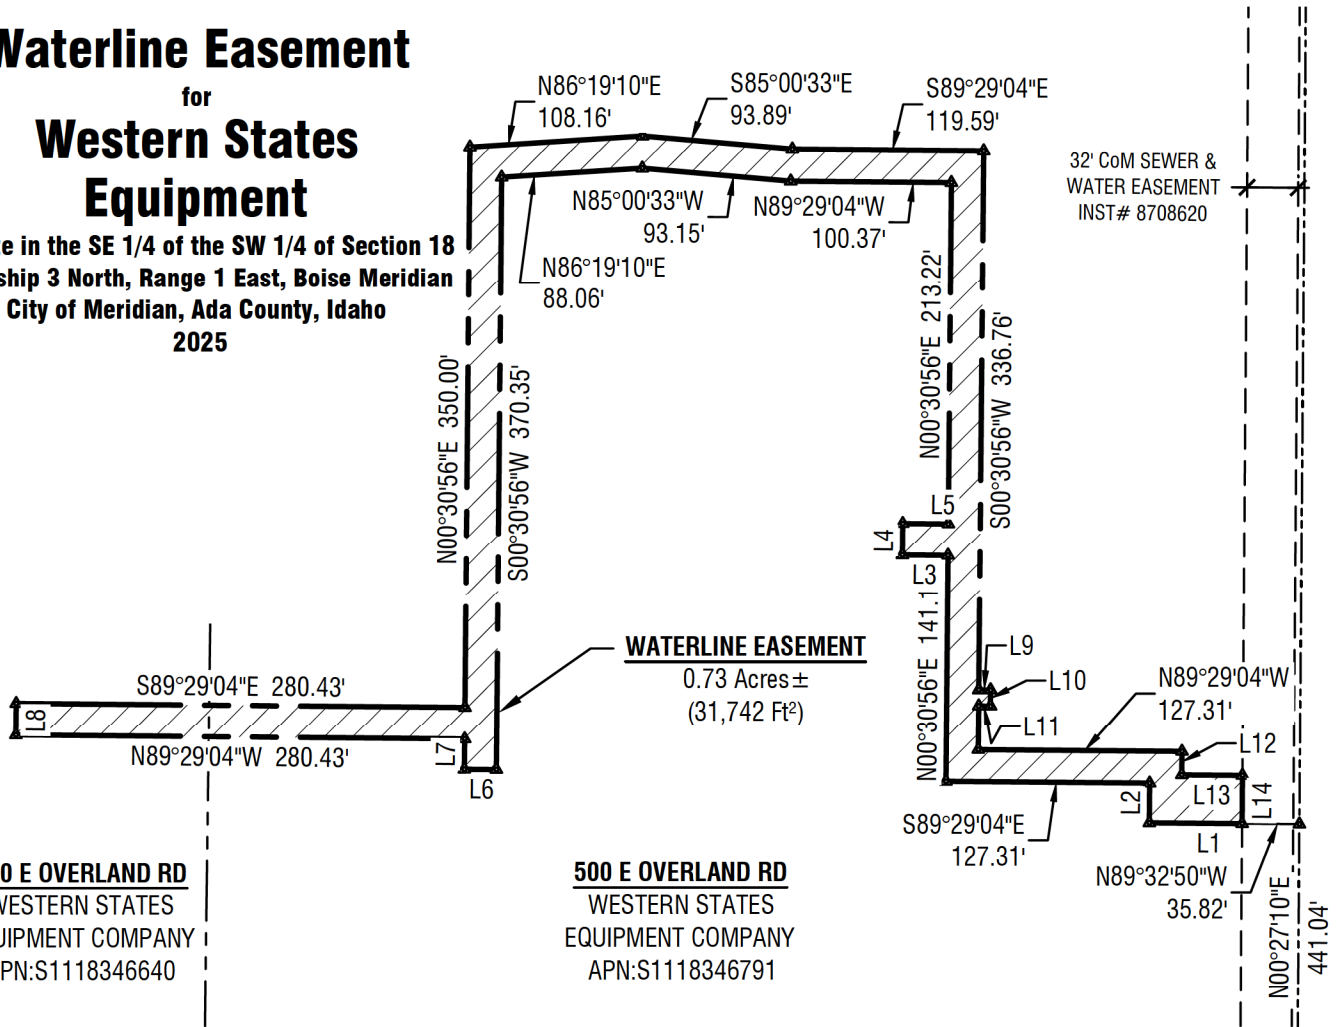 Waterline Easement
for
Western States
Equipment
in the SE 1/4 of the SW 1/4 of Section 18
3 North, Range 1 East, Boise Meridian
City of Meridian, Ada County, Idaho
2025
N86°19'10"E
108.16'
S85°00'33"E
93.89'
S89°29'04"E
119.59'
32' CoM SEWER &
WATER EASEMENT
INST# 8708620
N85°00'33"W
93.15'
N89°29'04"W
100.37'
N86°19'10"E
88.06'
N00°30'56"E 350.00'
S00°30'56"W 370.35'
N00°30'56"E 213.22'
S00°30'56"W 336.76'
L5
L4
L3
N00°30'56"E 141.1
L9
L10
L11
N89°29'04"W
127.31'
L12
L13
L14
L2
L1
WATERLINE EASEMENT
0.73 Acres±
(31,742 Ft²)
S89°29'04"E 280.43'
L8
N89°29'04"W 280.43'
L7
L6
S89°29'04"E
127.31'
N89°32'50"W
35.82'
N00°27'10"E
441.04'
0 E OVERLAND RD
WESTERN STATES
COMPANY
APN:S1118346640
500 E OVERLAND RD
WESTERN STATES
EQUIPMENT COMPANY
APN:S1118346791